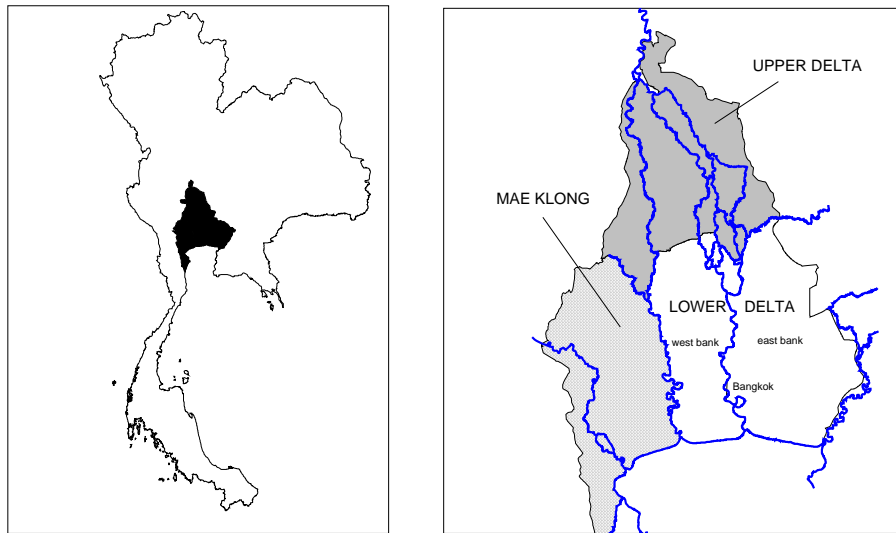 UPPER DELTA
MAE KLONG
LOWER DELTA
west bank
east bank
Bangkok